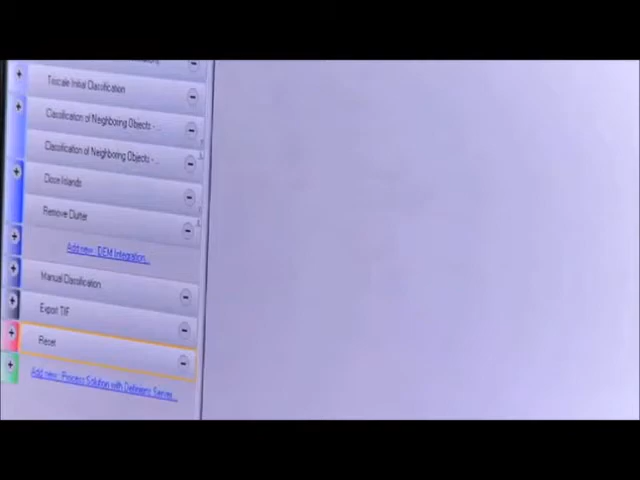 Toscale Initial Classification
Classification of Neighboring Objects - ...
Classification of Neighboring Objects - ...
Close Islands
Remove Clutter
Add new: DEM Integration...
Manual Classification
Export TIF
Reset
Add new: Process Solution with Definiens Server...